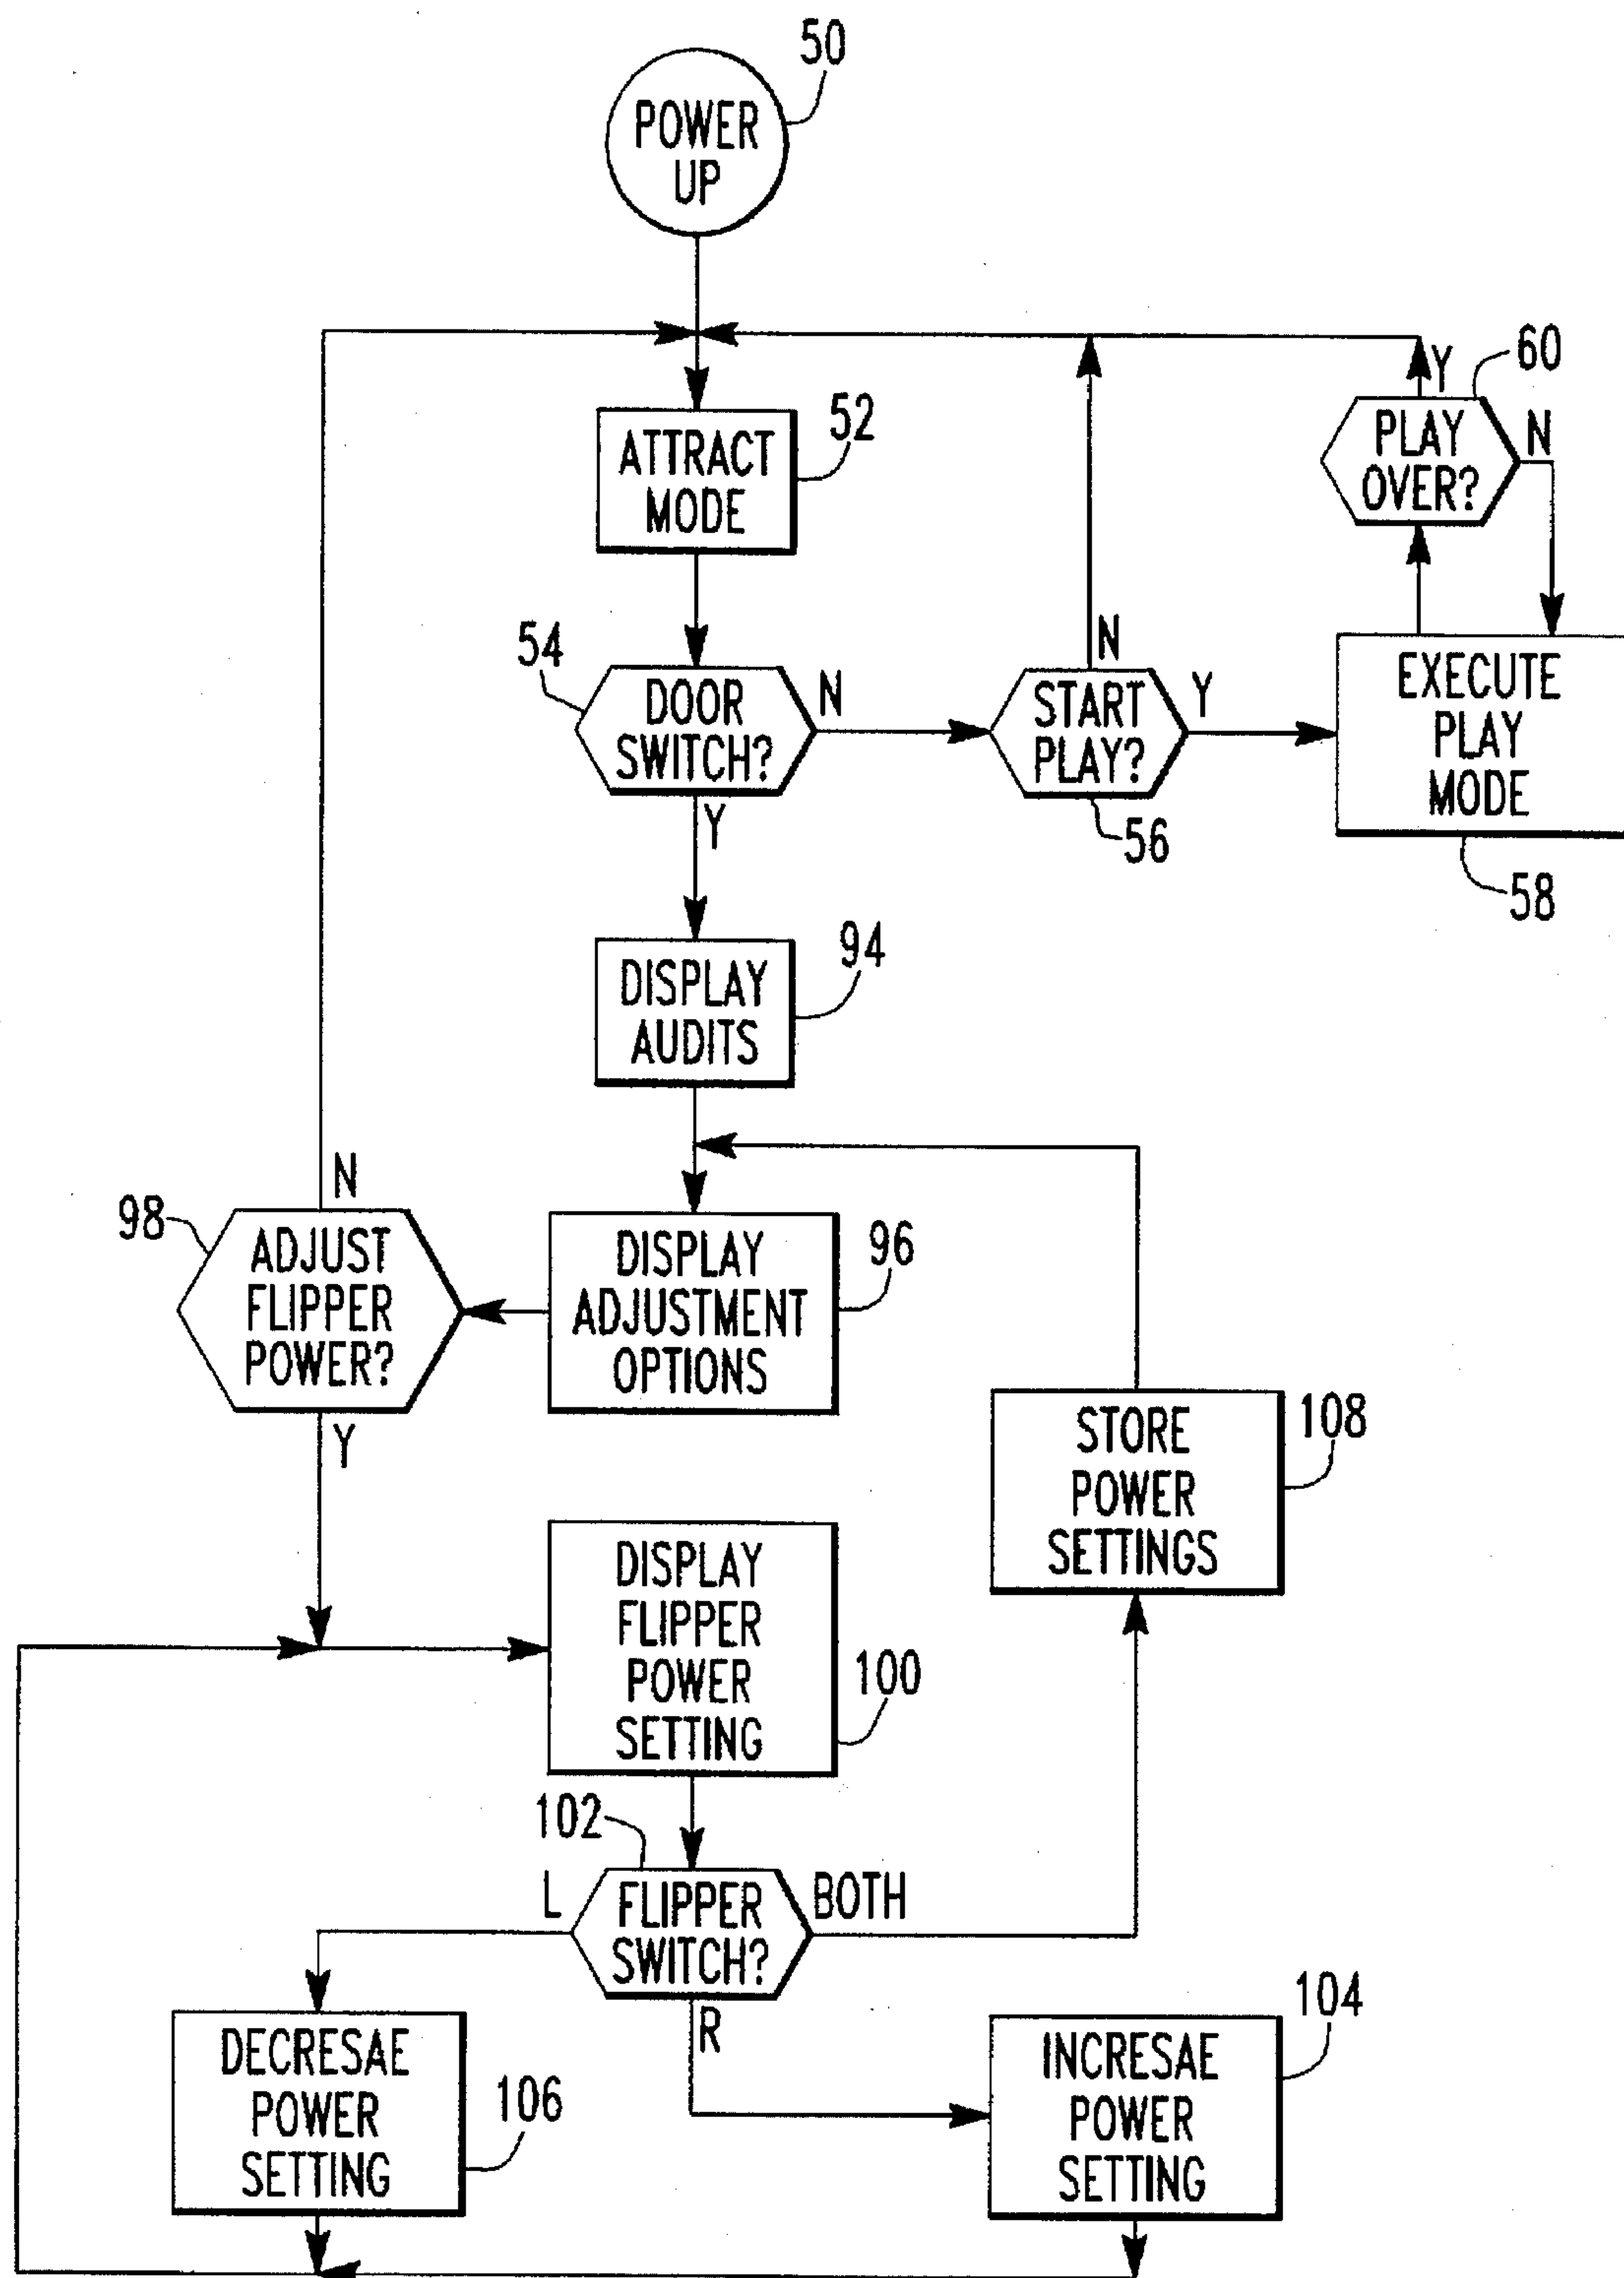 50
POWER
UP
60
Y
PLAY
OVER?
N
52
ATTRACT
MODE
54
DOOR
SWITCH?
N
Y
START
PLAY?
N
Y
56
EXECUTE
PLAY
MODE
58
94
DISPLAY
AUDITS
98
N
ADJUST
FLIPPER
POWER?
Y
96
DISPLAY
ADJUSTMENT
OPTIONS
108
STORE
POWER
SETTINGS
DISPLAY
FLIPPER
POWER
SETTING
100
102
L
FLIPPER
SWITCH?
BOTH
R
DECRESAE
POWER
SETTING
106
104
INCRESAE
POWER
SETTING